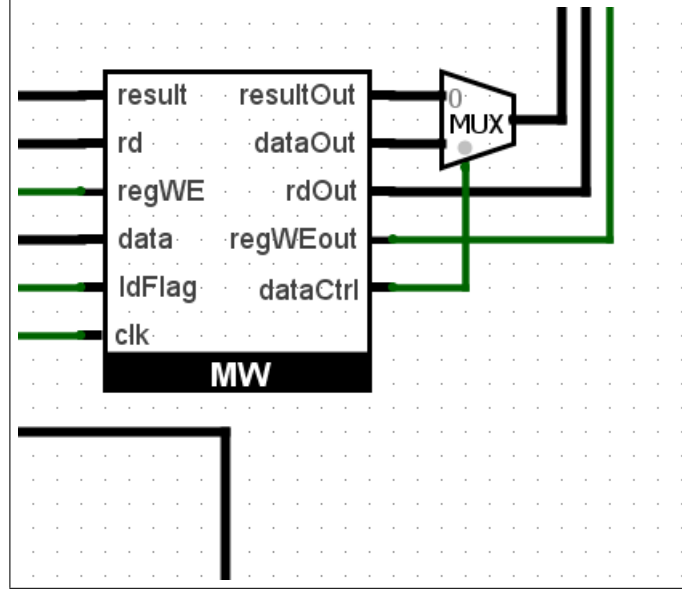 result resultOut
0
rd dataOut
MUX
regWE rdOut
data regWEout
ldFlag dataCtrl
clk
MW